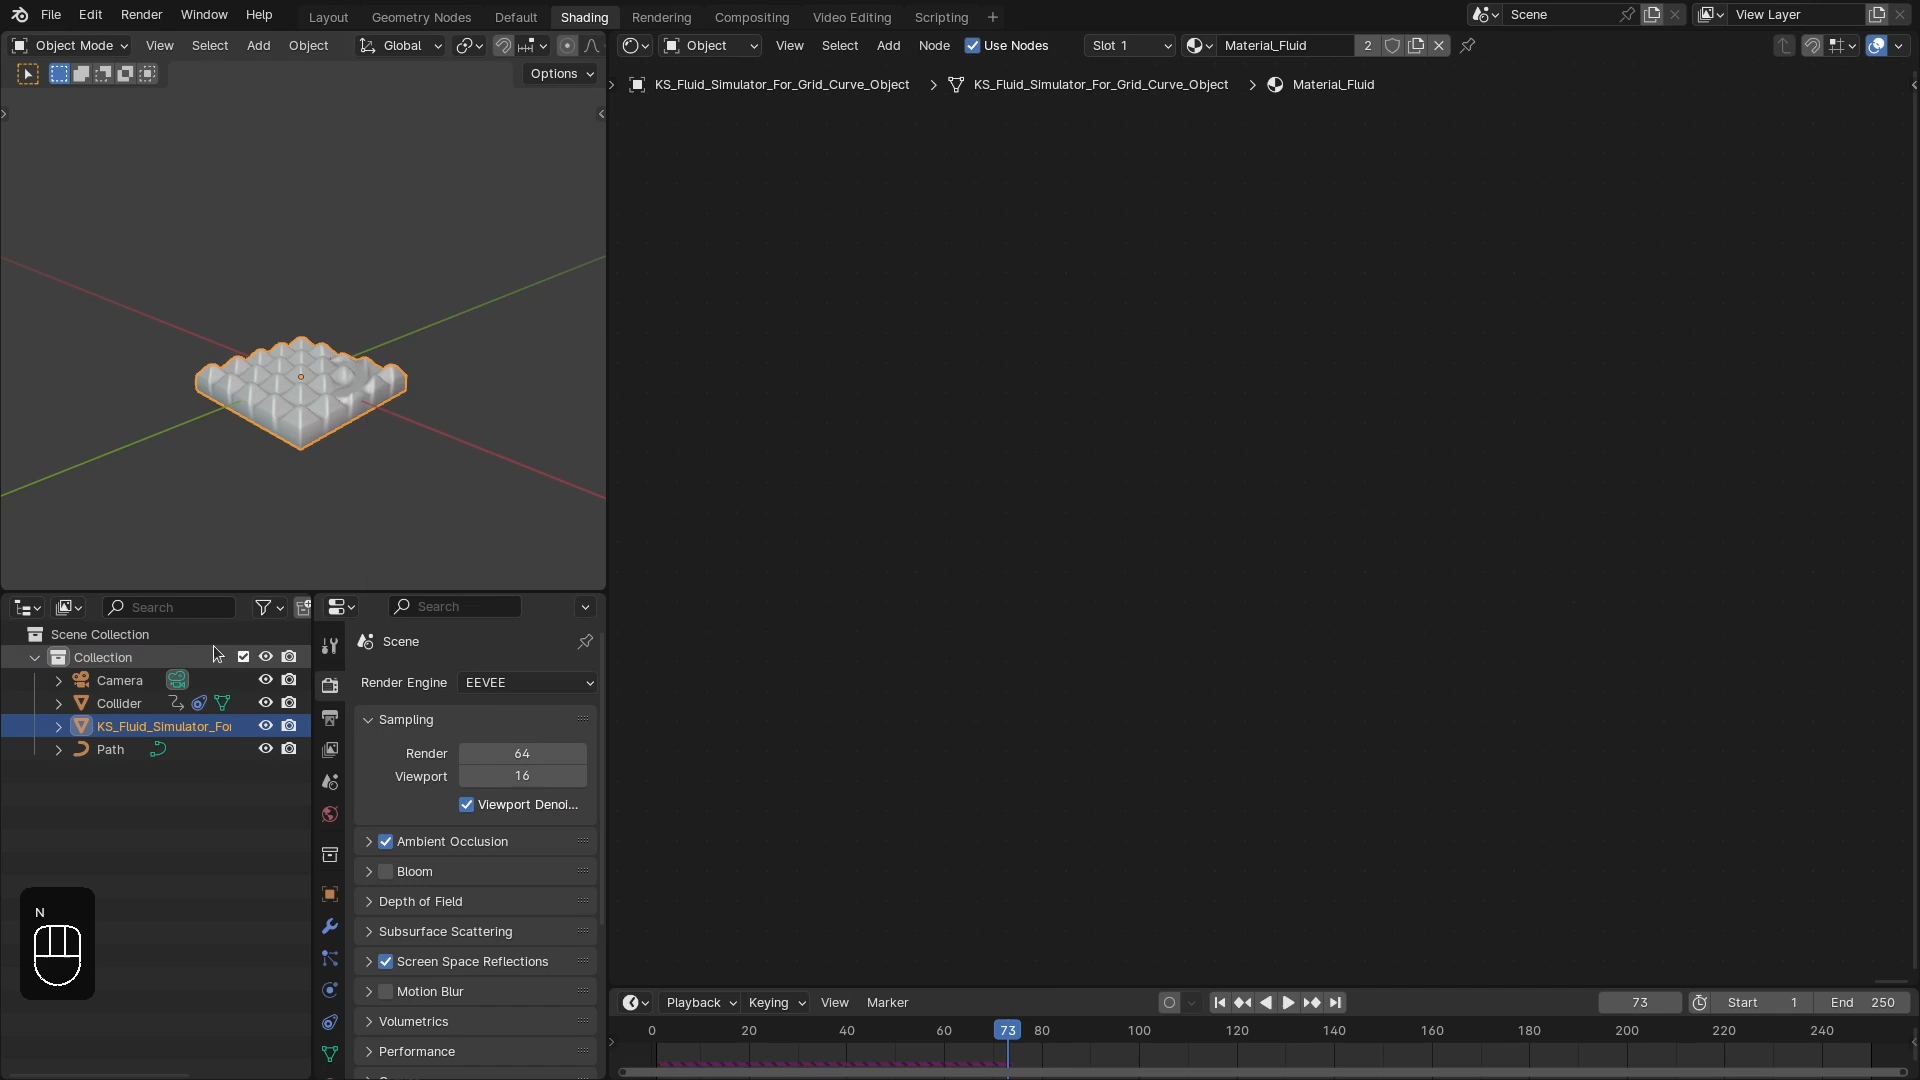 File Edit Render Window Help Layout Geometry Nodes Default Shading Rendering Compositing Video Editing Scripting Scene View Layer
Object Mode View Select Add Object Global
Options
Object View Select Add Node Use Nodes Slot 1 Material_Fluid 2
KS_Fluid_Simulator_For_Grid_Curve_Object KS_Fluid_Simulator_For_Grid_Curve_Object Material_Fluid
Search
Scene Collection
Collection
Camera
Collider
KS_Fluid_Simulator_For
Path
N
Search
Scene
Render Engine EEVEE
Sampling
Render 64
Viewport 16
Viewport Denoi...
Ambient Occlusion
Bloom
Depth of Field
Subsurface Scattering
Screen Space Reflections
Motion Blur
Volumetrics
Performance
Playback Keying View Marker 73 Start 1 End 250
0 20 40 60 73 80 100 120 140 160 180 200 220 240